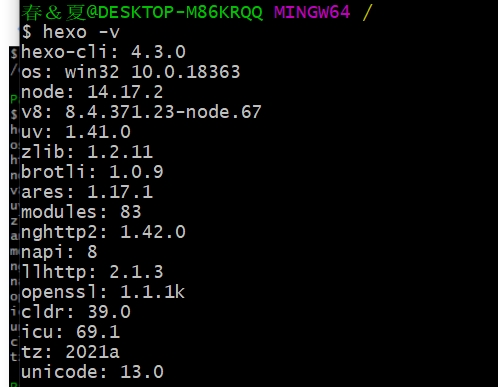 春＆夏@DESKTOP-M86KRQQ MINGW64 /
$ hexo -v
hexo-cli: 4.3.0
os: win32 10.0.18363
node: 14.17.2
v8: 8.4.371.23-node.67
uv: 1.41.0
zlib: 1.2.11
brotli: 1.0.9
ares: 1.17.1
modules: 83
nghttp2: 1.42.0
napi: 8
llhttp: 2.1.3
openssl: 1.1.1k
cldr: 39.0
icu: 69.1
tz: 2021a
unicode: 13.0